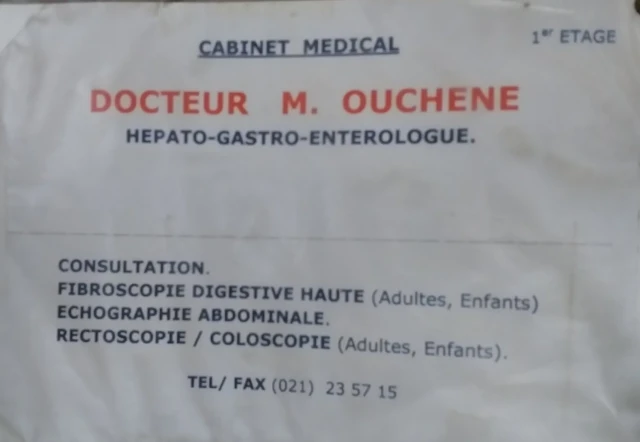 1er ETAGE
CABINET MEDICAL
DOCTEUR M. OUCHENE
HEPATO-GASTRO-ENTEROLOGUE.
CONSULTATION.
FIBROSCOPIE DIGESTIVE HAUTE (Adultes, Enfants)
ECHOGRAPHIE ABDOMINALE.
RECTOSCOPIE / COLOSCOPIE (Adultes, Enfants).
TEL/ FAX (021) 23 57 15